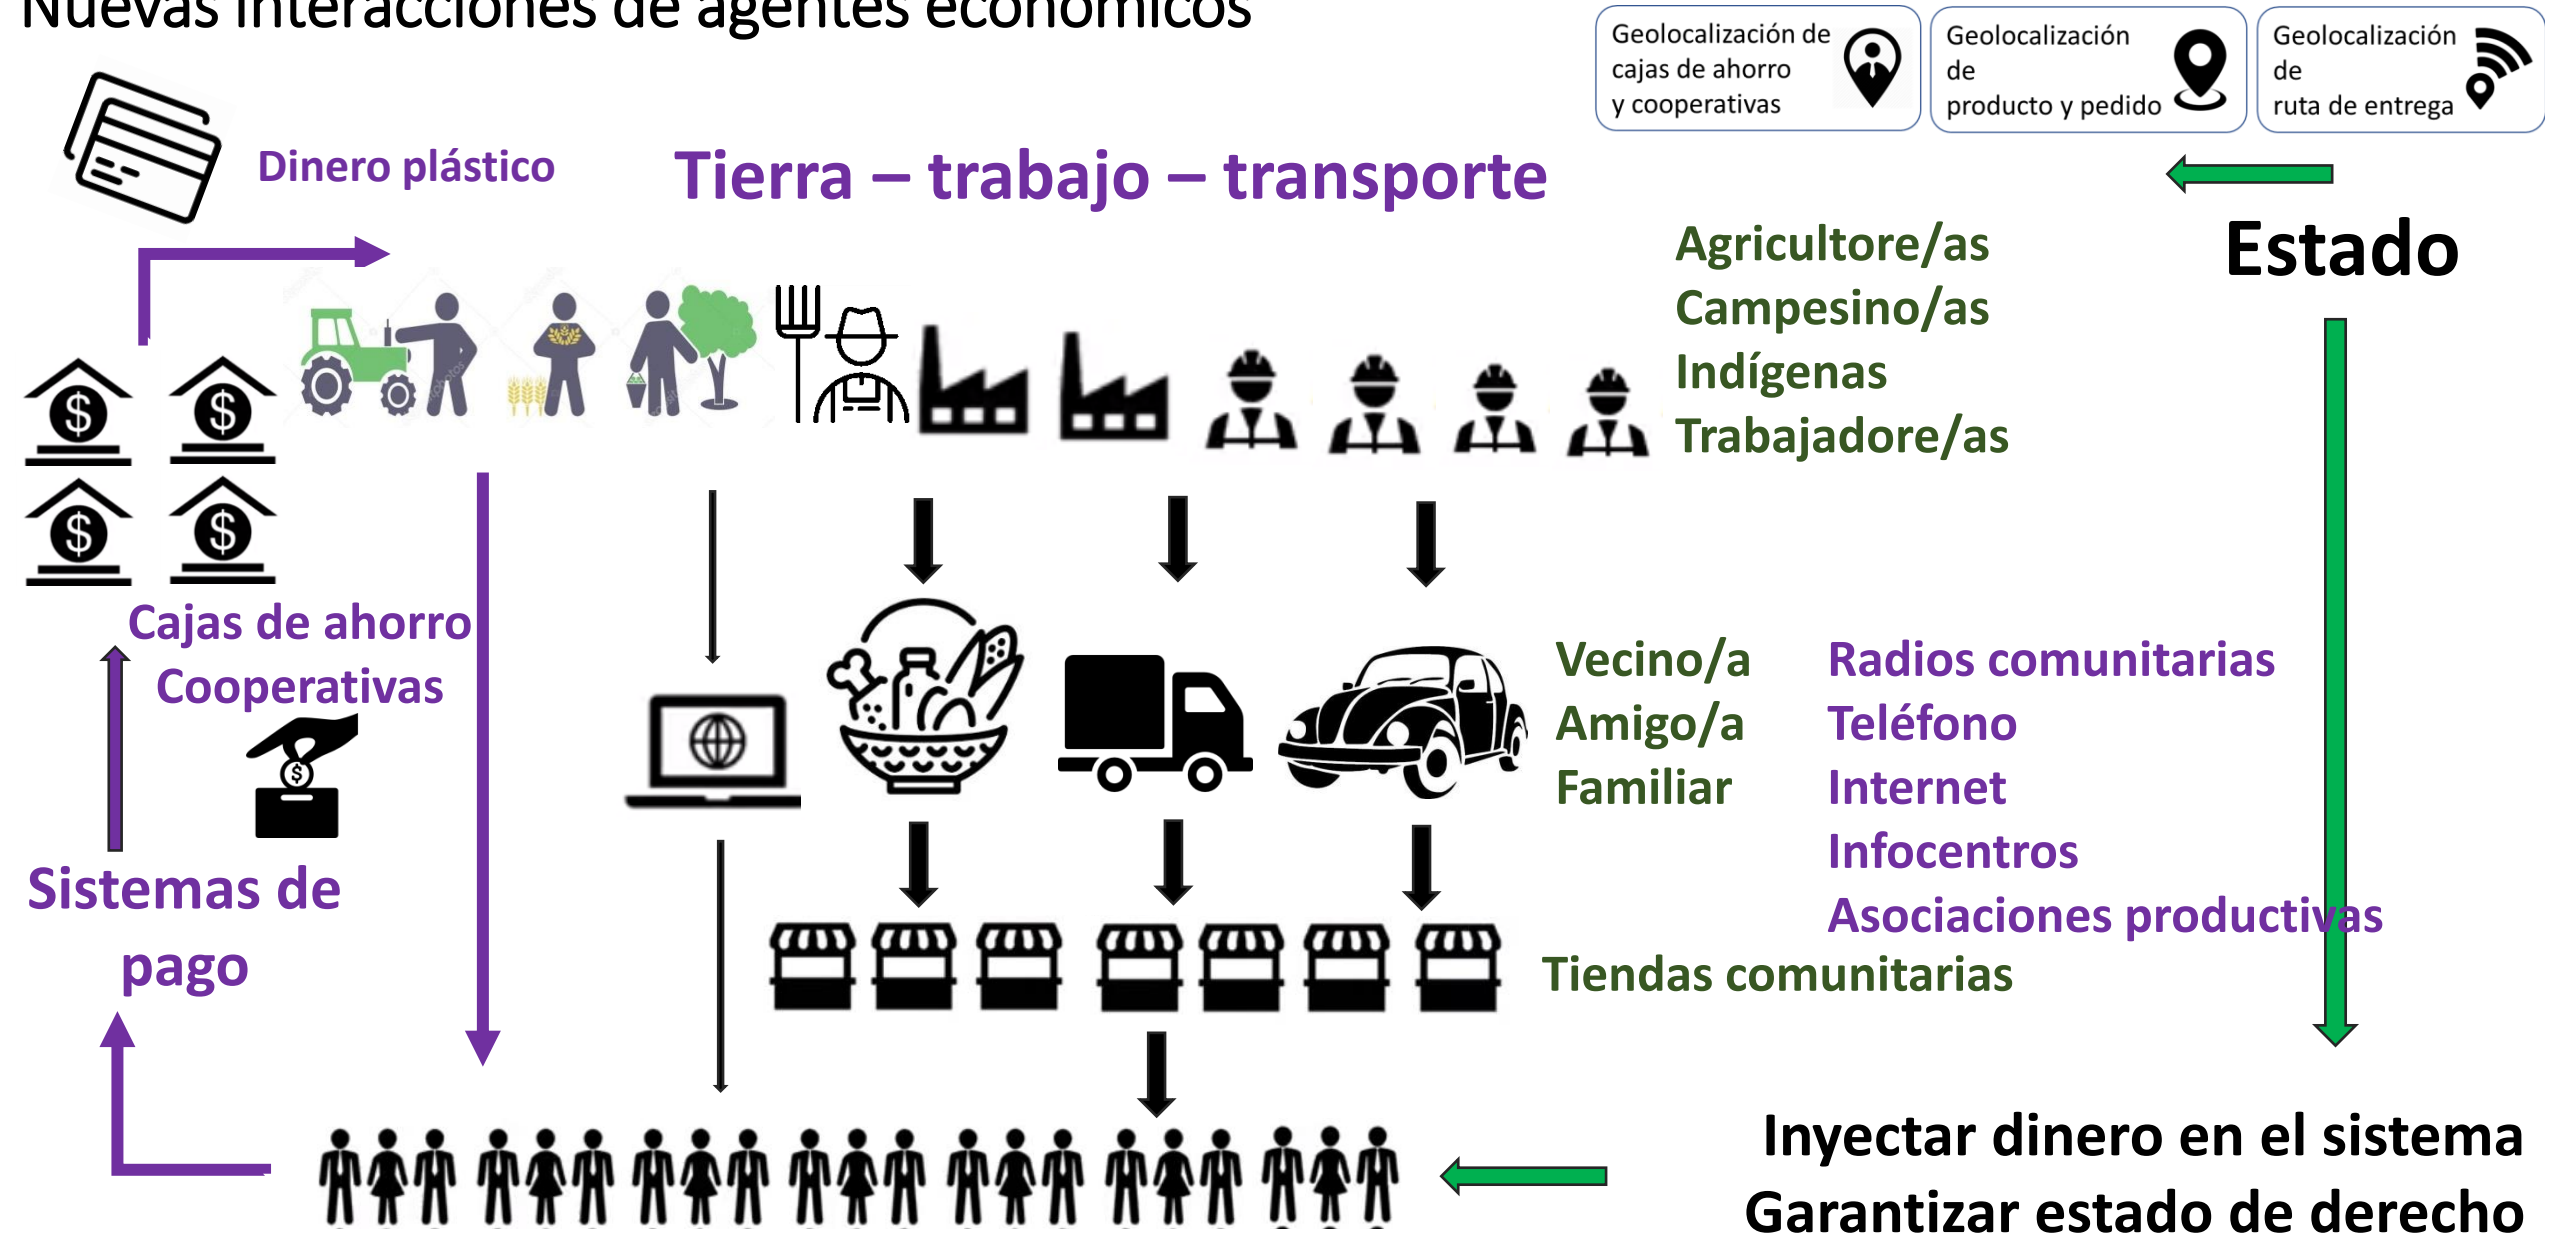 Nuevas interacciones de agentes económicos
Geolocalización de
cajas de ahorro
y cooperativas
Geolocalización
de
producto y pedido
Geolocalización
de
ruta de entrega
Dinero plástico
Tierra – trabajo – transporte
Estado
Agricultore/as
Campesino/as
Indígenas
Trabajadore/as
$
$
$
$
Cajas de ahorro
Cooperativas
$
Vecino/a
Amigo/a
Familiar
Radios comunitarias
Teléfono
Internet
Infocentros
Asociaciones productivas
Sistemas de
pago
Tiendas comunitarias
Inyectar dinero en el sistema
Garantizar estado de derecho